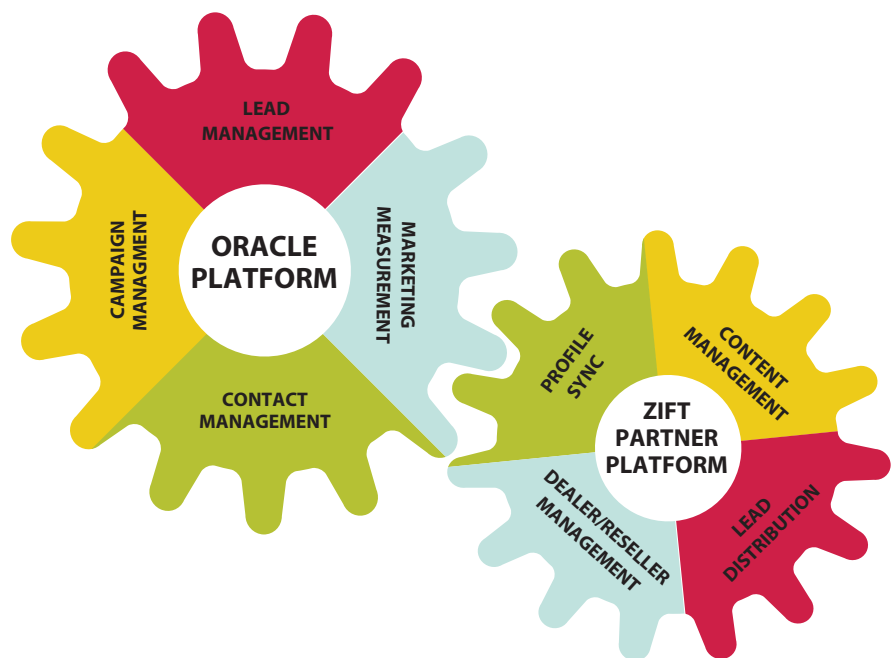 LEAD
MANAGEMENT
MARKETING
MEASUREMENT
CAMPAIGN
MANAGMENT
ORACLE
PLATFORM
CONTACT
MANAGEMENT
PROFILE
SYNC
CONTENT
MANAGEMENT
ZIFT
PARTNER
PLATFORM
DEALER/RESELLER
MANAGEMENT
LEAD
DISTRIBUTION